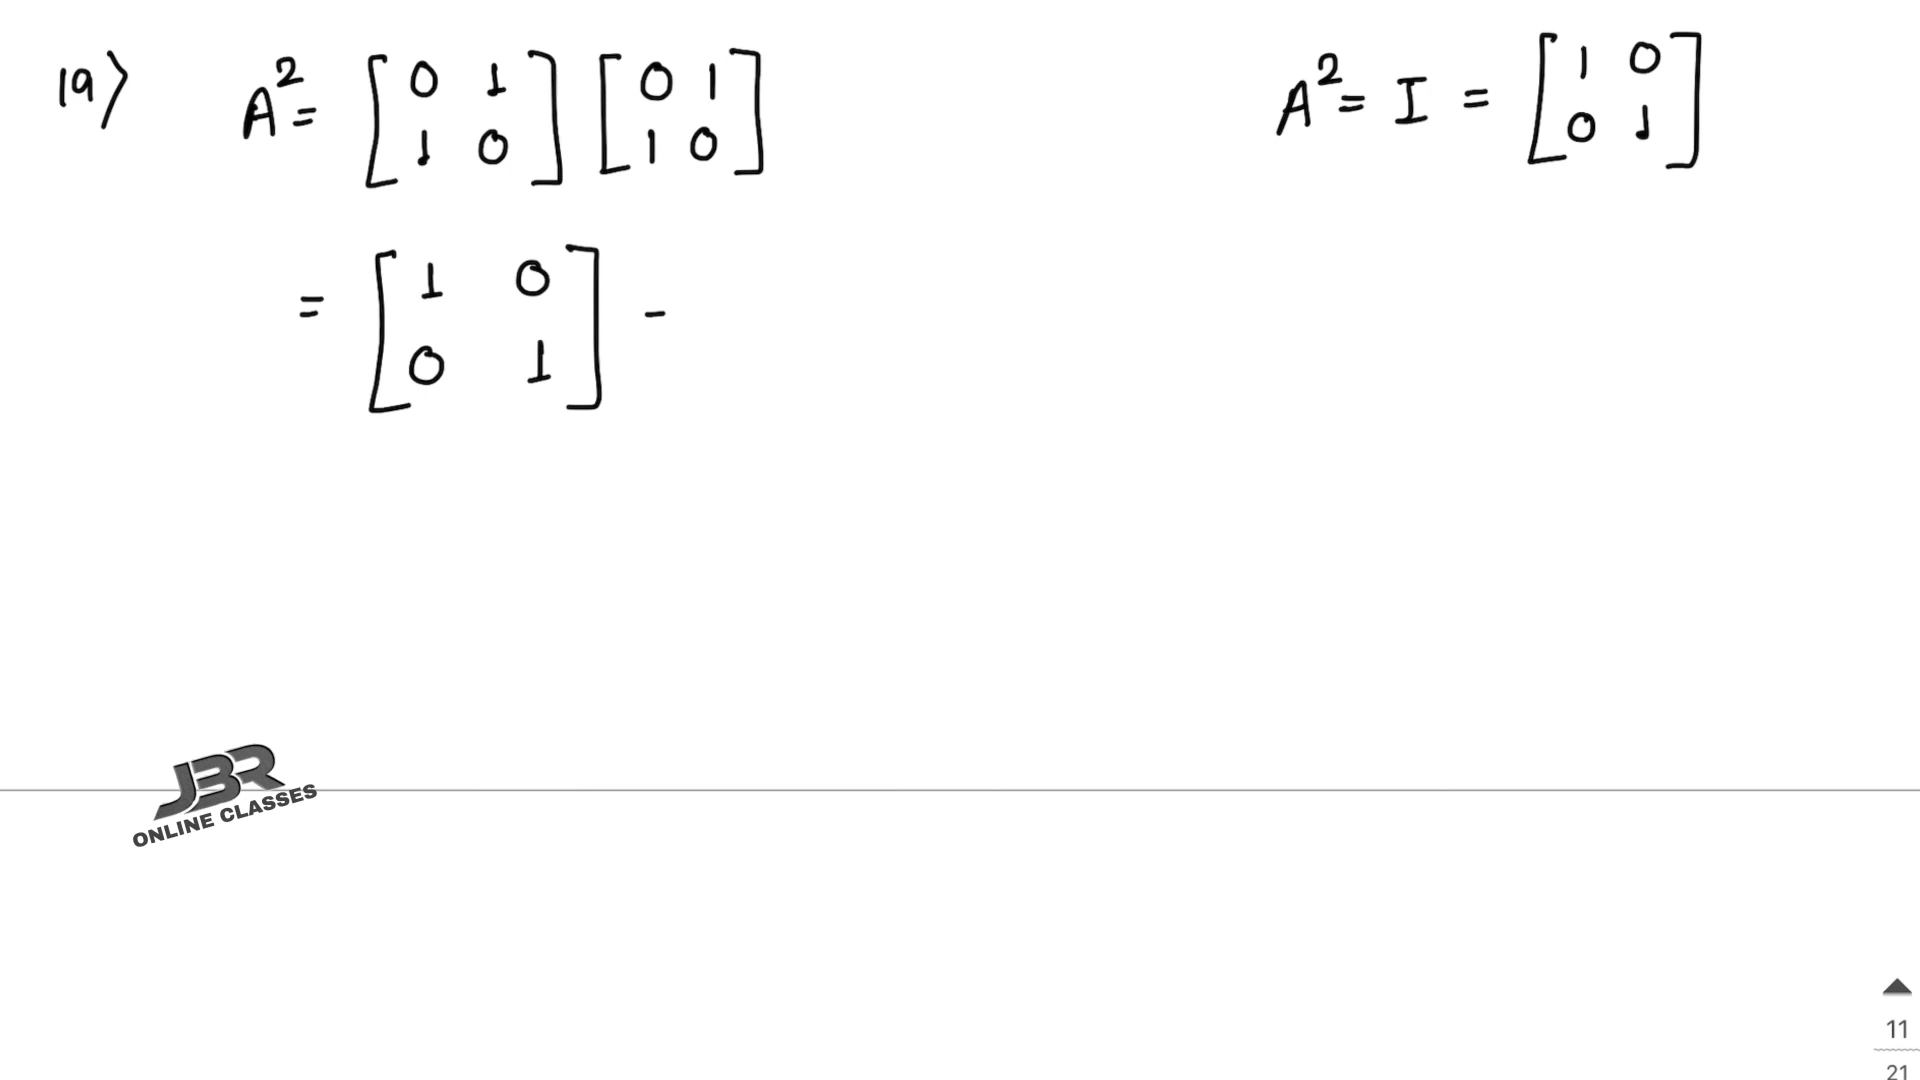 19) A² = [0 1 1 0] [0 1 1 0]
= [1 0 0 1] -
A² = I = [1 0 0 1]
JBR
ONLINE CLASSES
11
21